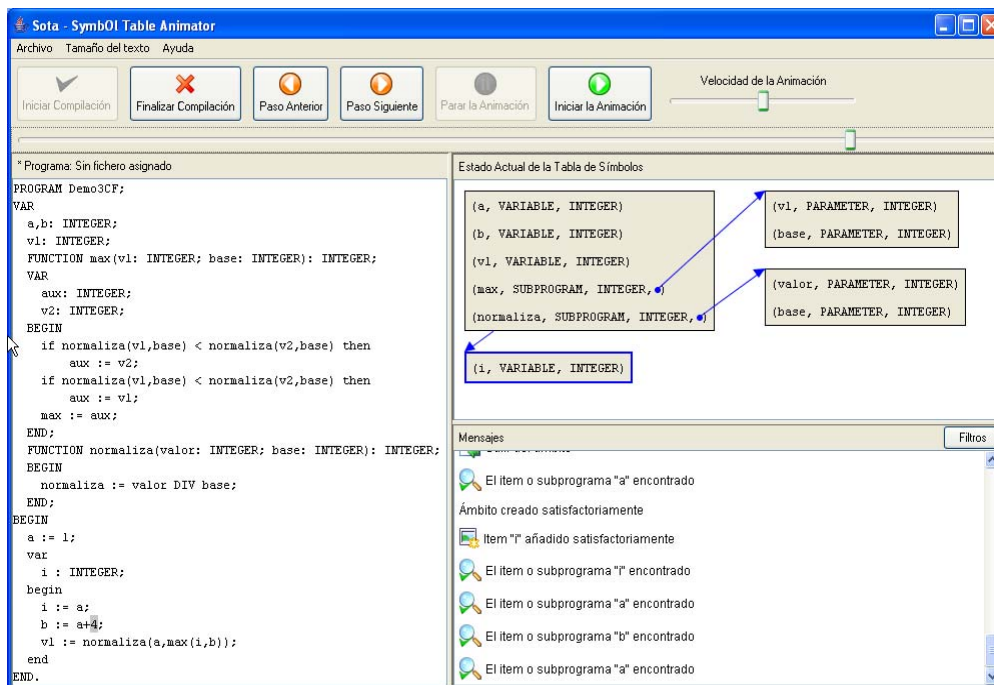 Sota - SymbOl Table Animator
Archivo Tamaño del texto Ayuda
Iniciar Compilación
Finalizar Compilación
Paso Anterior
Paso Siguiente
Parar la Animación
Iniciar la Animación
Velocidad de la Animación
* Programa: Sin fichero asignado
PROGRAM Demo3CF;
VAR
a,b: INTEGER;
v1: INTEGER;
FUNCTION max(v1: INTEGER; base: INTEGER): INTEGER;
VAR
aux: INTEGER;
v2: INTEGER;
BEGIN
if normaliza(v1,base) < normaliza(v2,base) then
aux := v2;
if normaliza(v1,base) < normaliza(v2,base) then
aux := v1;
max := aux;
END;
FUNCTION normaliza(valor: INTEGER; base: INTEGER): INTEGER;
BEGIN
normaliza := valor DIV base;
END;
BEGIN
a := 1;
var
i : INTEGER;
begin
i := a;
b := a+4;
v1 := normaliza(a,max(i,b));
end
END.
Estado Actual de la Tabla de Símbolos
(a, VARIABLE, INTEGER)
(b, VARIABLE, INTEGER)
(v1, VARIABLE, INTEGER)
(max, SUBPROGRAM, INTEGER, )
(normaliza, SUBPROGRAM, INTEGER, )
(v1, PARAMETER, INTEGER)
(base, PARAMETER, INTEGER)
(valor, PARAMETER, INTEGER)
(base, PARAMETER, INTEGER)
(i, VARIABLE, INTEGER)
Mensajes
Filtros
El item o subprograma "a" encontrado
Ámbito creado satisfactoriamente
Item "i" añadido satisfactoriamente
El item o subprograma "i" encontrado
El item o subprograma "a" encontrado
El item o subprograma "b" encontrado
El item o subprograma "a" encontrado